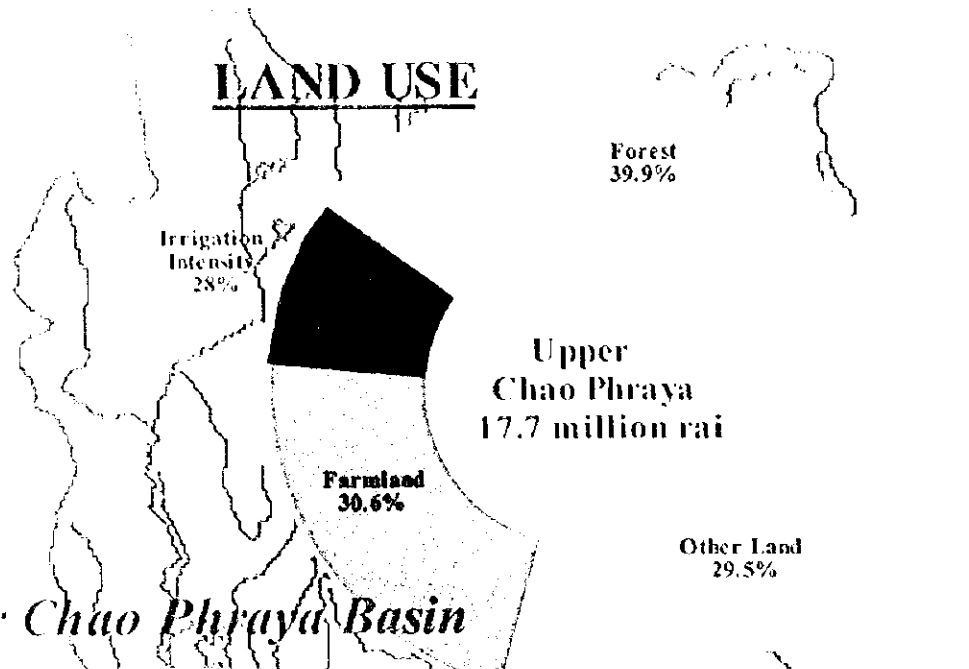 LAND USE
Forest
39.9%
Irrigation
Intensity
28%
Upper
Chao Phraya
17.7 million rai
Farmland
30.6%
Other Land
29.5%
Chao Phraya Basin